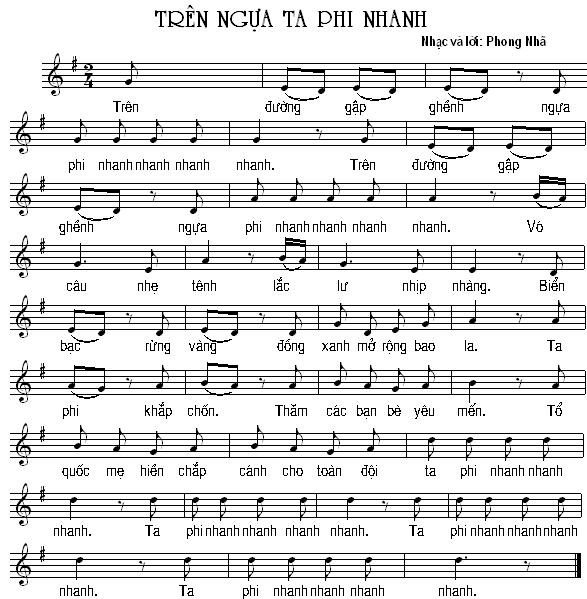 TRÊN NGỰA TA PHI NHANH
Nhạc và lời: Phong Nhã
2 4
Trên đường gập ghềnh ngựa
phi nhanh nhanh nhanh nhanh. Trên đường gập
ghềnh ngựa phi nhanh nhanh nhanh nhanh. Vó
câu nhẹ tênh lắc lư nhịp nhàng. Biển
bạc rừng vàng đồng xanh mở rộng bao la. Ta
phi khắp chốn. Thăm các bạn bè yêu mến. Tổ
quốc mẹ hiền chắp cánh cho toàn đội ta phi nhanh nhanh
nhanh. Ta phi nhanh nhanh nhanh nhanh. Ta phi nhanh nhanh nhanh
nhanh. Ta phi nhanh nhanh nhanh nhanh.